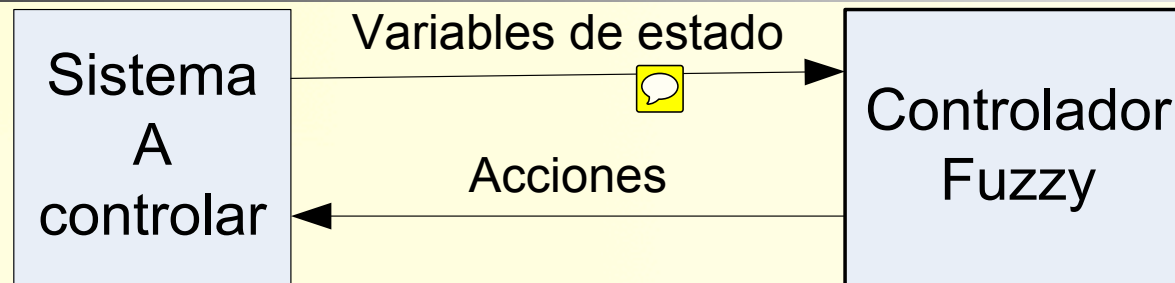 Variables de estado
Sistema
A
controlar
Acciones
Controlador
Fuzzy